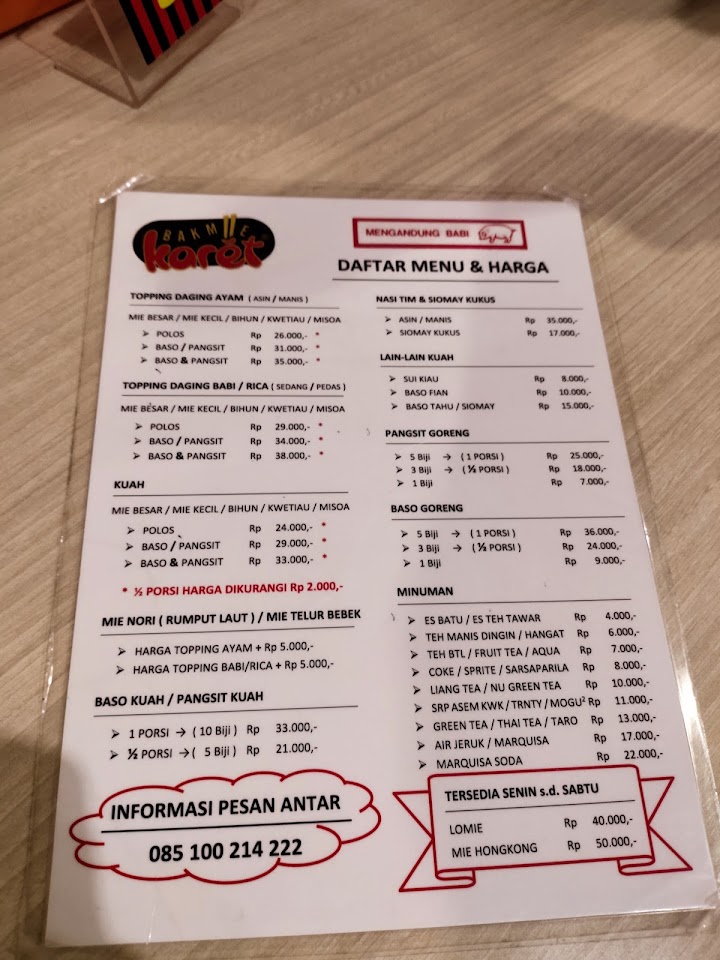 BAKMIE
Karet
MENGANDUNG BABI
DAFTAR MENU & HARGA
TOPPING DAGING AYAM ( ASIN / MANIS )
MIE BESAR / MIE KECIL / BIHUN / KWETIAU / MISOA
➢ POLOS Rp 26.000,- *
➢ BASO / PANGSIT Rp 31.000,- *
➢ BASO & PANGSIT Rp 35.000,- *
TOPPING DAGING BABI / RICA ( SEDANG / PEDAS )
MIE BESAR / MIE KECIL / BIHUN / KWETIAU / MISOA
➢ POLOS Rp 29.000,- *
➢ BASO / PANGSIT Rp 34.000,- *
➢ BASO & PANGSIT Rp 38.000,- *
KUAH
MIE BESAR / MIE KECIL / BIHUN / KWETIAU / MISOA
➢ POLOS Rp 24.000,- *
➢ BASO / PANGSIT Rp 29.000,- *
➢ BASO & PANGSIT Rp 33.000,- *
* ½ PORSI HARGA DIKURANGI Rp 2.000,-
MIE NORI ( RUMPUT LAUT ) / MIE TELUR BEBEK
➢ HARGA TOPPING AYAM + Rp 5.000,-
➢ HARGA TOPPING BABI/RICA + Rp 5.000,-
BASO KUAH / PANGSIT KUAH
➢ 1 PORSI → ( 10 Biji ) Rp 33.000,-
➢ ½ PORSI → ( 5 Biji ) Rp 21.000,-
INFORMASI PESAN ANTAR
085 100 214 222
NASI TIM & SIOMAY KUKUS
➢ ASIN / MANIS Rp 35.000,-
➢ SIOMAY KUKUS Rp 17.000,-
LAIN-LAIN KUAH
➢ SUI KIAU Rp 8.000,-
➢ BASO FIAN Rp 10.000,-
➢ BASO TAHU / SIOMAY Rp 15.000,-
PANGSIT GORENG
➢ 5 Biji → ( 1 PORSI ) Rp 25.000,-
➢ 3 Biji → ( ½ PORSI ) Rp 18.000,-
➢ 1 Biji Rp 7.000,-
BASO GORENG
➢ 5 Biji → ( 1 PORSI ) Rp 36.000,-
➢ 3 Biji → ( ½ PORSI ) Rp 24.000,-
➢ 1 Biji Rp 9.000,-
MINUMAN
➢ ES BATU / ES TEH TAWAR Rp 4.000,-
➢ TEH MANIS DINGIN / HANGAT Rp 6.000,-
➢ TEH BTL / FRUIT TEA / AQUA Rp 7.000,-
➢ COKE / SPRITE / SARSAPARILA Rp 8.000,-
➢ LIANG TEA / NU GREEN TEA Rp 10.000,-
➢ SRP ASEM KWK / TRNTY / MOGU² Rp 11.000,-
➢ GREEN TEA / THAI TEA / TARO Rp 13.000,-
➢ AIR JERUK / MARQUISA Rp 17.000,-
➢ MARQUISA SODA Rp 22.000,-
TERSEDIA SENIN s.d. SABTU
LOMIE Rp 40.000,-
MIE HONGKONG Rp 50.000,-